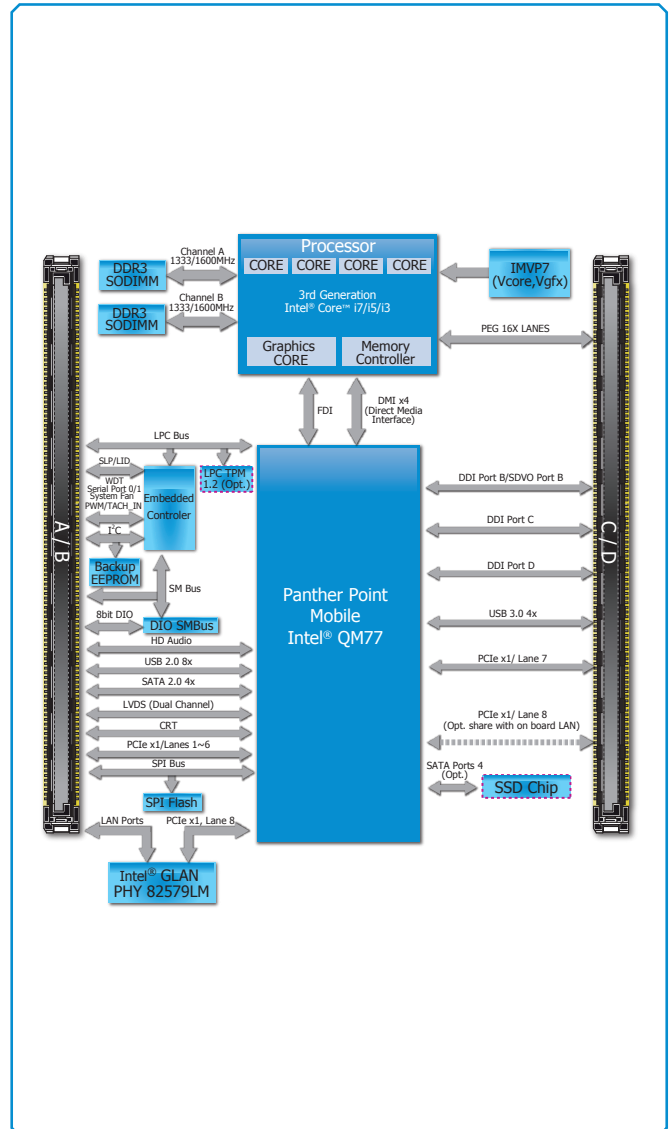 Processor
CORE CORE CORE CORE
3rd Generation
Intel® Core™ i7/i5/i3
Graphics
CORE
Memory
Controller
Channel A
1333/1600MHz
DDR3
SODIMM
Channel B
1333/1600MHz
DDR3
SODIMM
IMVP7
(Vcore,Vgfx)
PEG 16X LANES
FDI
DMI x4
(Direct Media
Interface)
A / B
C / D
LPC Bus
SLP/LID
WDT
Serial Port 0/1
System Fan
PWM/TACH_IN
I²C
Embedded
Controler
LPC TPM
1.2 (Opt.)
Backup
EEPROM
SM Bus
8bit DIO
DIO SMBus
HD Audio
USB 2.0 8x
SATA 2.0 4x
LVDS (Dual Channel)
CRT
PCIe x1/Lanes 1~6
SPI Bus
SPI Flash
LAN Ports
PCIe x1, Lane 8
Intel® GLAN
PHY 82579LM
Panther Point
Mobile
Intel® QM77
DDI Port B/SDVO Port B
DDI Port C
DDI Port D
USB 3.0 4x
PCIe x1/ Lane 7
PCIe x1/ Lane 8
(Opt. share with on board LAN)
SATA Ports 4
(Opt.)
SSD Chip